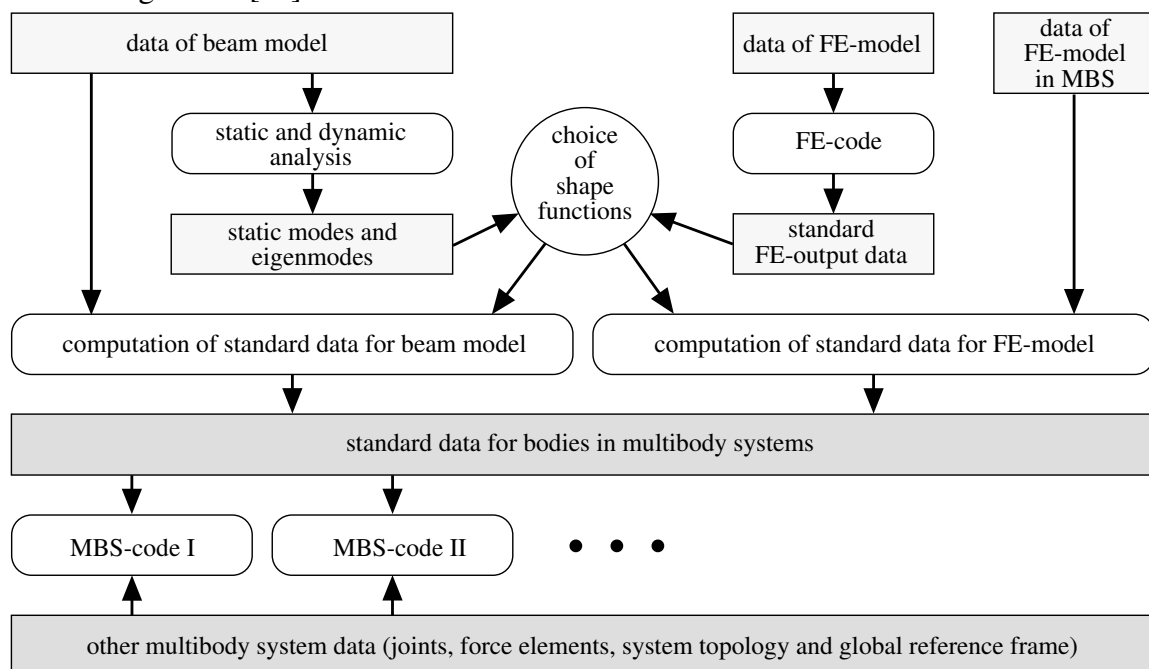 data of beam model
data of FE-model
data of
FE-model
in MBS
static and dynamic
analysis
choice
of
shape
functions
FE-code
static modes and
eigenmodes
standard
FE-output data
computation of standard data for beam model
computation of standard data for FE-model
standard data for bodies in multibody systems
MBS-code I
MBS-code II
other multibody system data (joints, force elements, system topology and global reference frame)